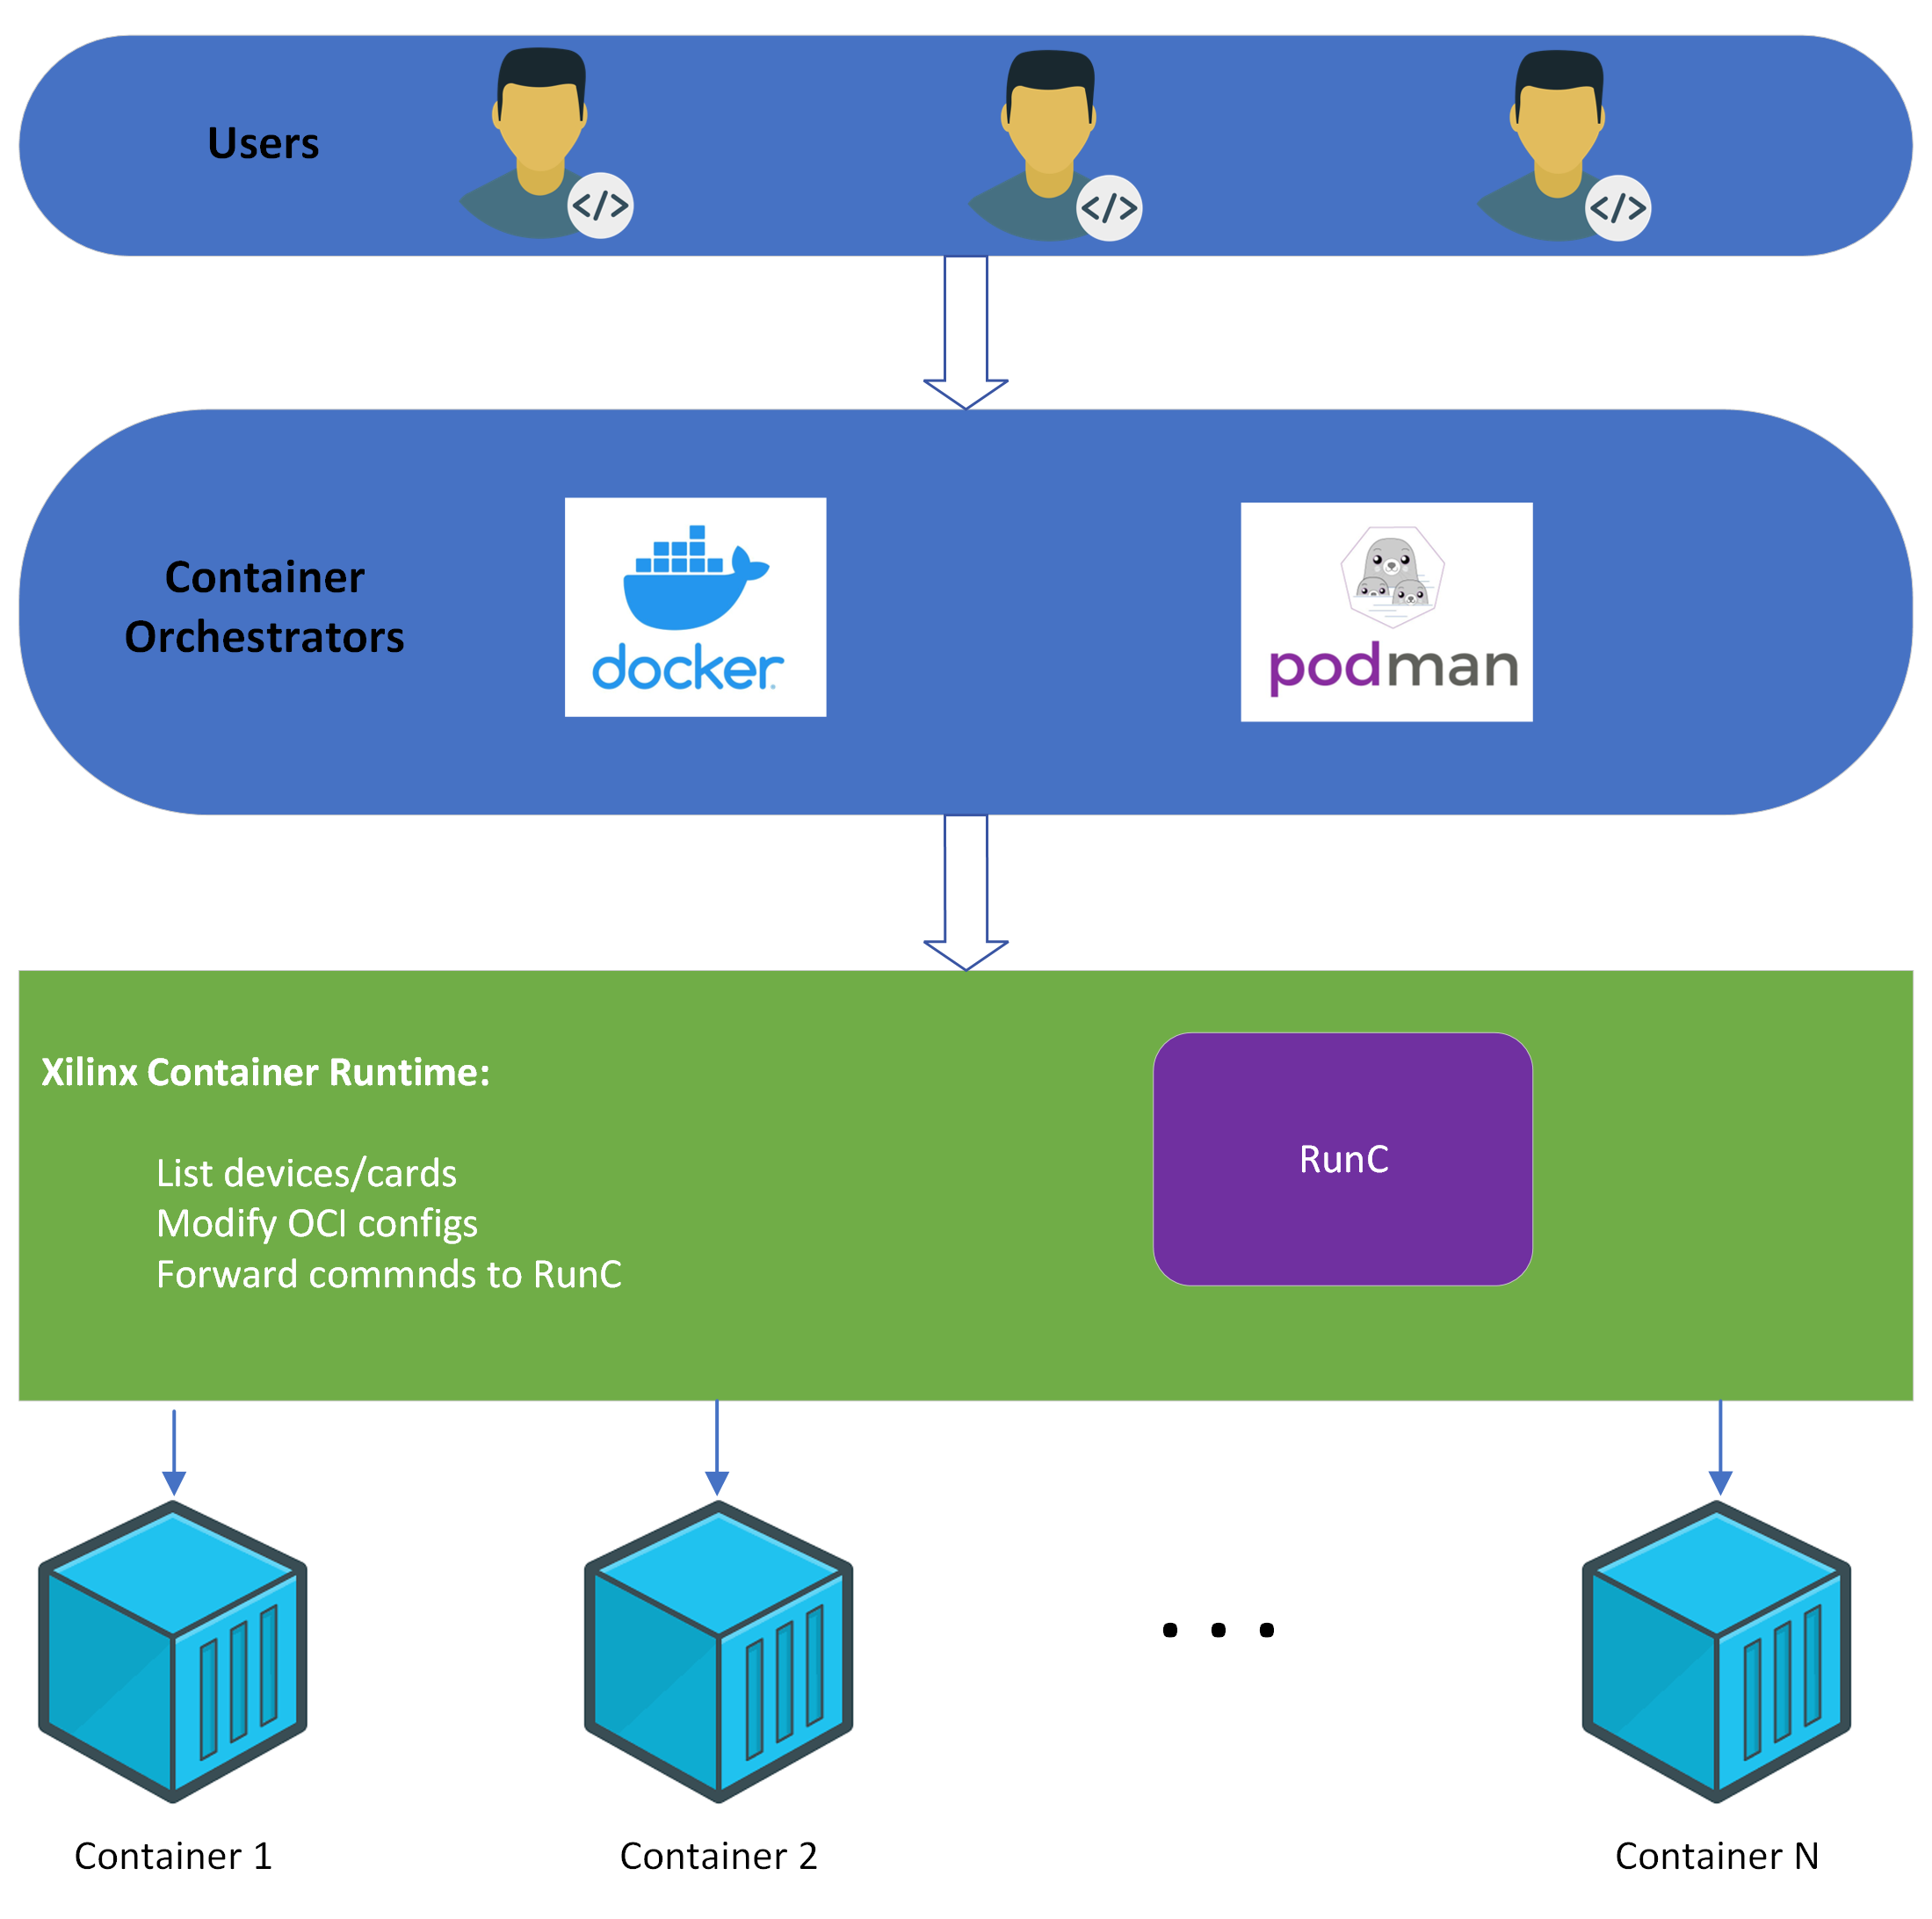 Users
</>
</>
</>
Container
Orchestrators
docker
podman
Xilinx Container Runtime:
List devices/cards
Modify OCI configs
Forward commnds to RunC
RunC
. . .
Container 1
Container 2
Container N